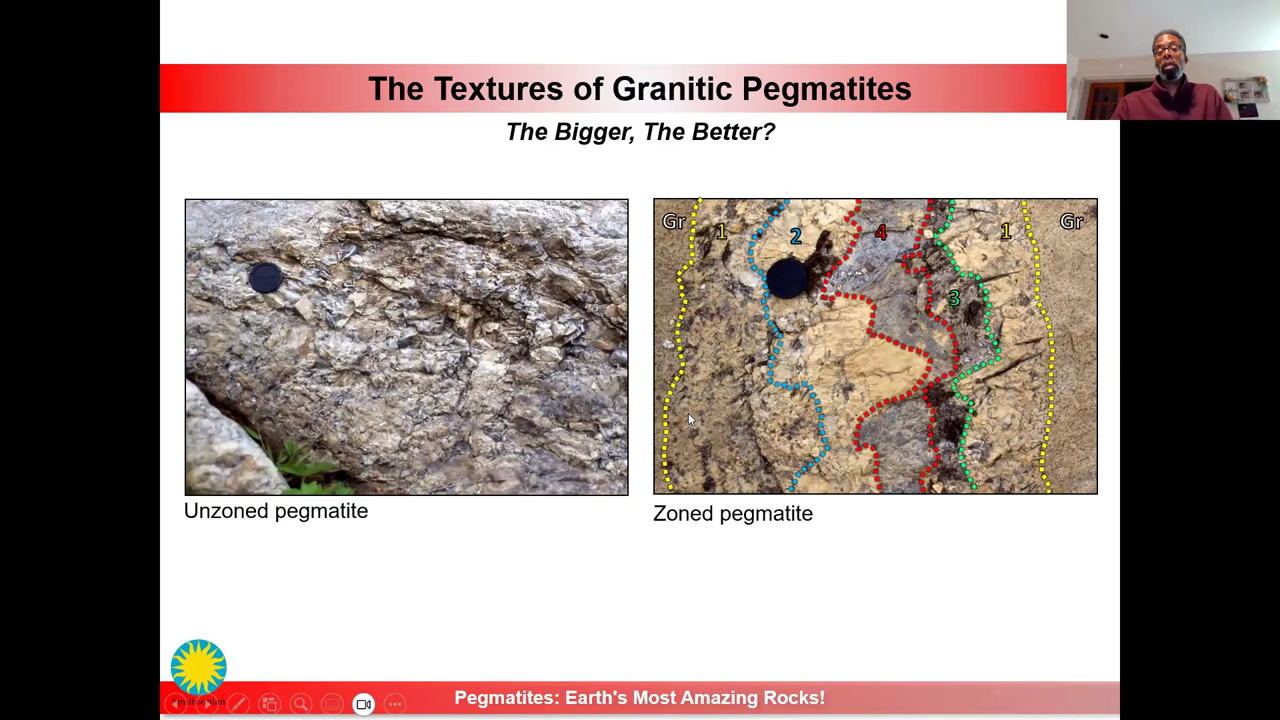 The Textures of Granitic Pegmatites
The Bigger, The Better?
Gr
1
2
4
3
1
Gr
Unzoned pegmatite
Zoned pegmatite
Smithsonian
Pegmatites: Earth's Most Amazing Rocks!